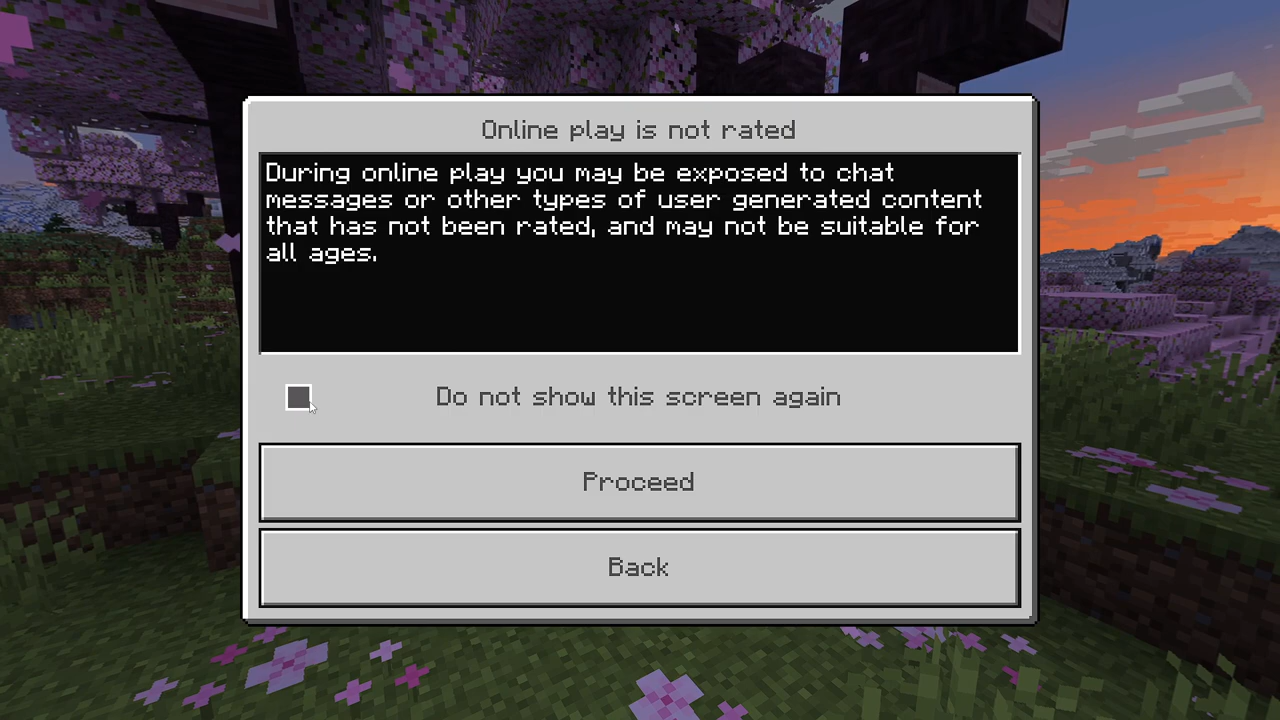 Online play is not rated
During online play you may be exposed to chat
messages or other types of user generated content
that has not been rated, and may not be suitable for
all ages.
Do not show this screen again
Proceed
Back